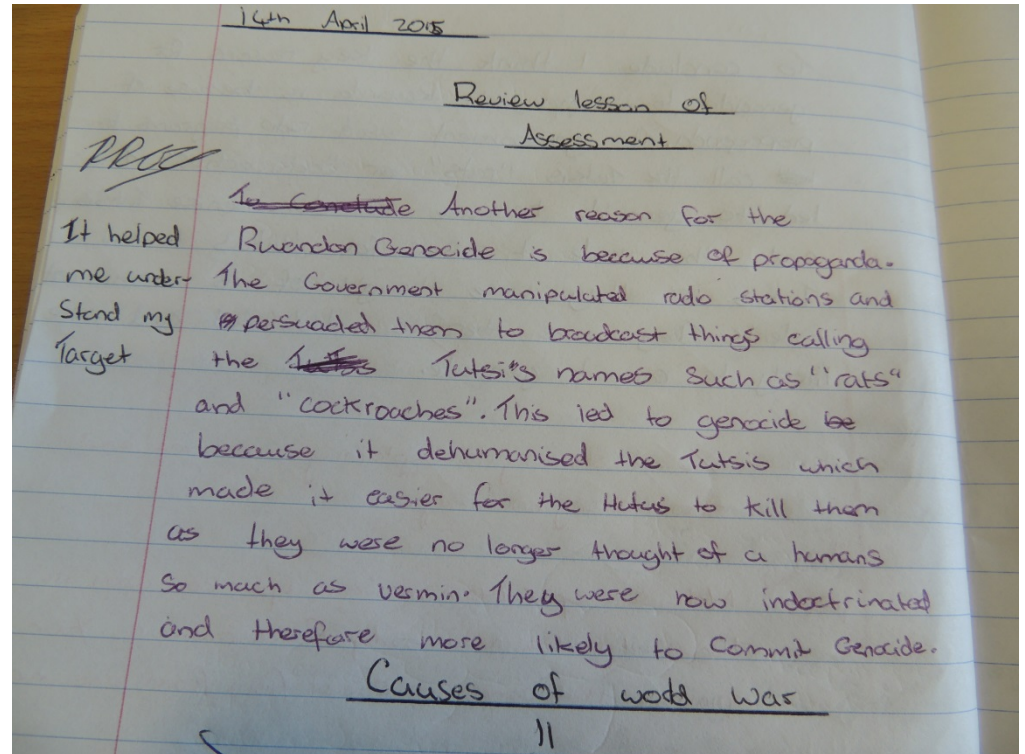 14th April 2015
Review lesson of
Assessment
It helped
me under-
stand my
Target
To Conclude Another reason for the
Rwandan Genocide is because of propaganda.
The Government manipulated radio stations and
persuaded them to broadcast things calling
the Tutsi's names such as "rats"
and "cockroaches". This led to genocide be
because it dehumanised the Tutsis which
made it easier for the Hutus to kill them
as they were no longer thought of a humans
so much as vermin. They were now indoctrinated
and therefore more likely to commit Genocide.
Causes of world war
II